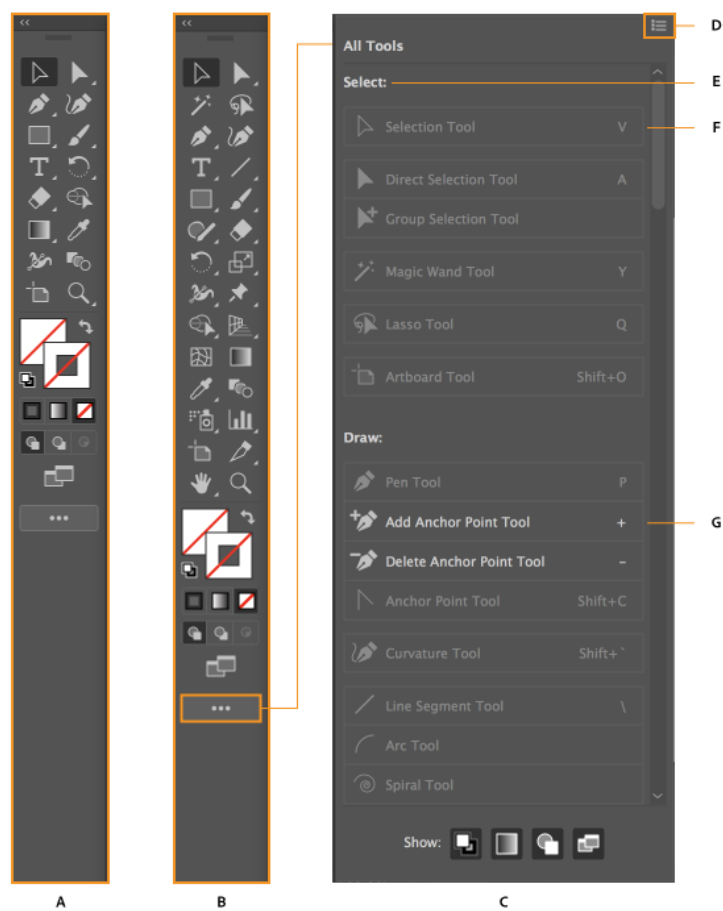 D
All Tools
Select:
E
Selection Tool V
F
Direct Selection Tool A
Group Selection Tool
Magic Wand Tool Y
Lasso Tool Q
Artboard Tool Shift+O
Draw:
Pen Tool P
Add Anchor Point Tool +
G
Delete Anchor Point Tool -
Anchor Point Tool Shift+C
Curvature Tool Shift+`
Line Segment Tool \
Arc Tool
Spiral Tool
Show:
A
B
C